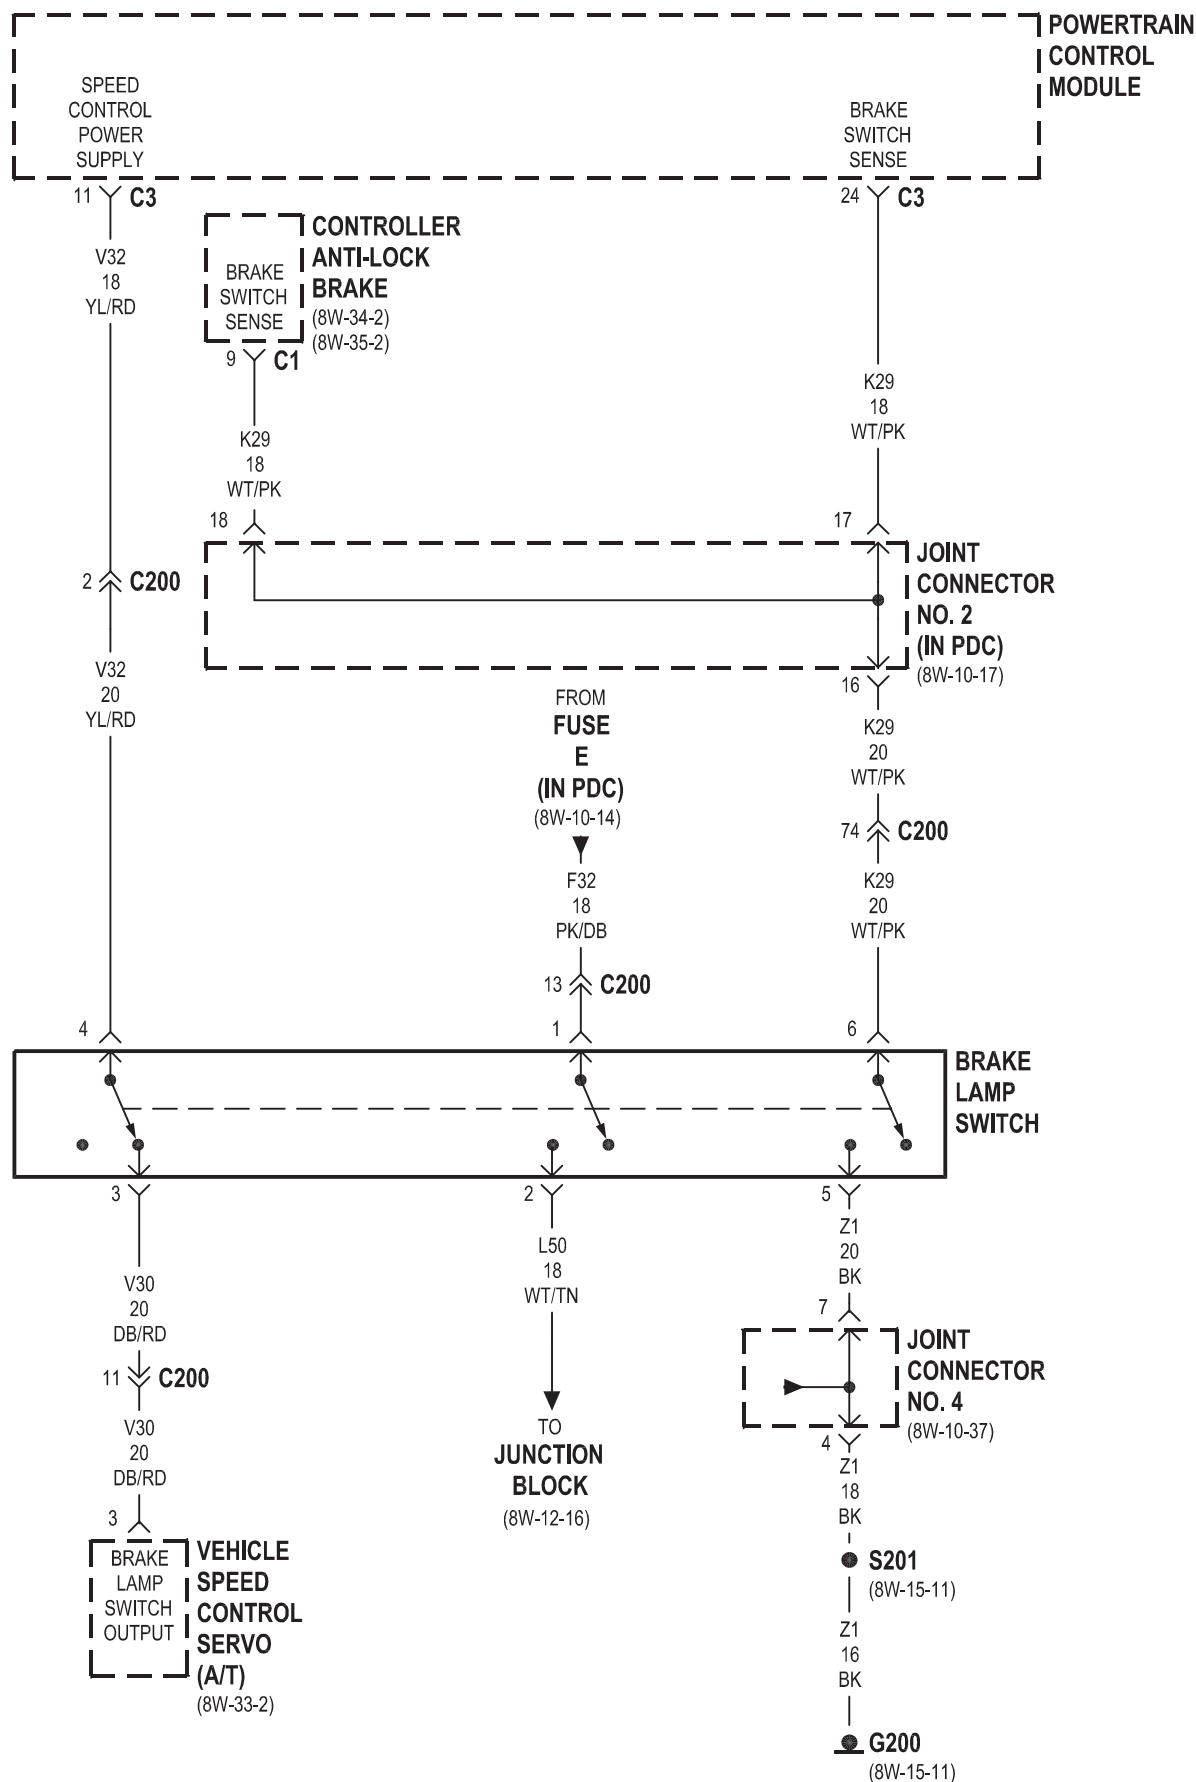 POWERTRAIN
CONTROL
MODULE
SPEED
CONTROL
POWER
SUPPLY
BRAKE
SWITCH
SENSE
11
C3
24
C3
V32
18
YL/RD
CONTROLLER
ANTI-LOCK
BRAKE
(8W-34-2)
(8W-35-2)
BRAKE
SWITCH
SENSE
9
C1
K29
18
WT/PK
K29
18
WT/PK
18
17
JOINT
CONNECTOR
NO. 2
(IN PDC)
(8W-10-17)
2
C200
V32
20
YL/RD
16
K29
20
WT/PK
FROM
FUSE
E
(IN PDC)
(8W-10-14)
74
C200
F32
18
PK/DB
K29
20
WT/PK
13
C200
4
1
6
BRAKE
LAMP
SWITCH
3
2
5
V30
20
DB/RD
L50
18
WT/TN
Z1
20
BK
7
11
C200
JOINT
CONNECTOR
NO. 4
(8W-10-37)
V30
20
DB/RD
TO
JUNCTION
BLOCK
(8W-12-16)
4
Z1
18
BK
3
BRAKE
LAMP
SWITCH
OUTPUT
VEHICLE
SPEED
CONTROL
SERVO
(A/T)
(8W-33-2)
S201
(8W-15-11)
Z1
16
BK
G200
(8W-15-11)